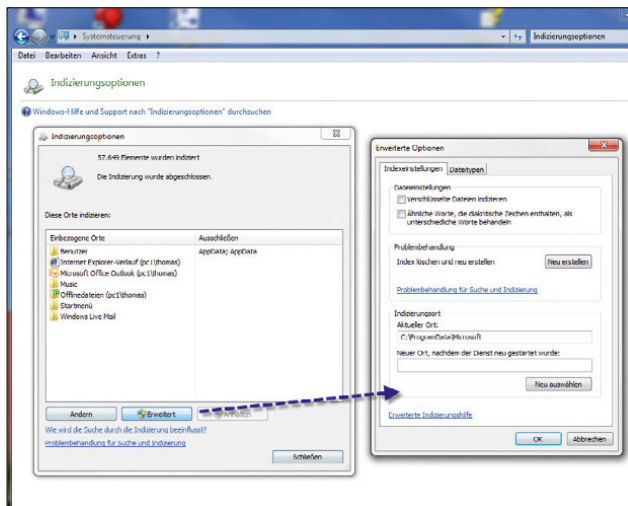 Systemsteuerung
Indizierungsoptionen
Datei Bearbeiten Ansicht Extras ?
Indizierungsoptionen
Windows-Hilfe und Support nach "Indizierungsoptionen" durchsuchen
Indizierungsoptionen
57.649 Elemente wurden indiziert
Die Indizierung wurde abgeschlossen.
Diese Orte indizieren:
Einbezogene Orte Ausschließen
Benutzer AppData; AppData
Internet Explorer-Verlauf (pc1\thomas)
Microsoft Office Outlook (pc1\thomas)
Music
Offlinedateien (pc1\thomas)
Startmenü
Windows Live Mail
Ändern Erweitert Anhalten
Wie wird die Suche durch die Indizierung beeinflusst?
Problembehandlung für Suche und Indizierung
Schließen
Erweiterte Optionen
Indexeinstellungen Dateitypen
Dateieinstellungen
Verschlüsselte Dateien indizieren
Ähnliche Worte, die diakritische Zeichen enthalten, als
unterschiedliche Worte behandeln
Problembehandlung
Index löschen und neu erstellen Neu erstellen
Problembehandlung für Suche und Indizierung
Indizierungsort
Aktueller Ort:
C:\ProgramData\Microsoft
Neuer Ort, nachdem der Dienst neu gestartet wurde:
Neu auswählen
Erweiterte Indizierungshilfe
OK Abbrechen